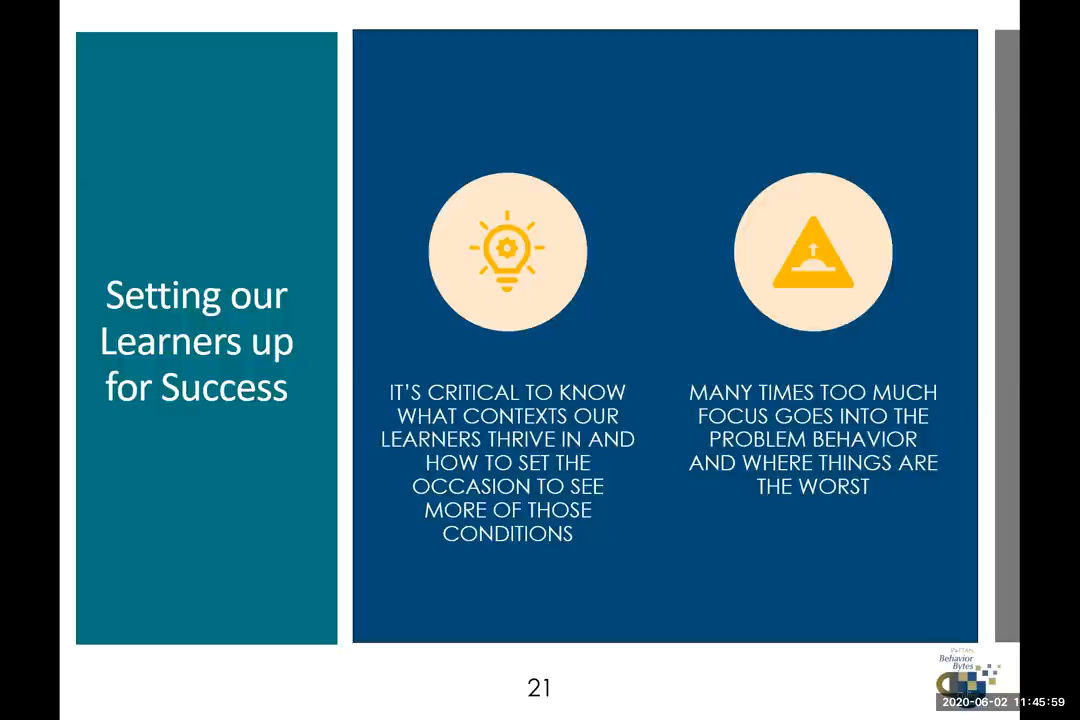 Setting our
Learners up
for Success
IT'S CRITICAL TO KNOW
WHAT CONTEXTS OUR
LEARNERS THRIVE IN AND
HOW TO SET THE
OCCASION TO SEE
MORE OF THOSE
CONDITIONS
MANY TIMES TOO MUCH
FOCUS GOES INTO THE
PROBLEM BEHAVIOR
AND WHERE THINGS ARE
THE WORST
21
PaTTAN
Behavior
Bytes
2020-06-02 11:45:59